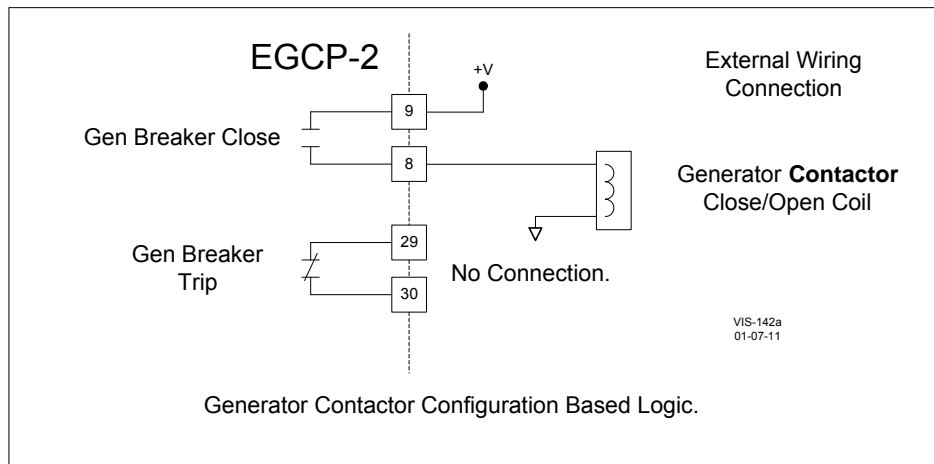 EGCP-2
+V
External Wiring
Connection
9
Gen Breaker Close
8
Generator Contactor
Close/Open Coil
29
Gen Breaker
Trip
No Connection.
30
VIS-142a
01-07-11
Generator Contactor Configuration Based Logic.